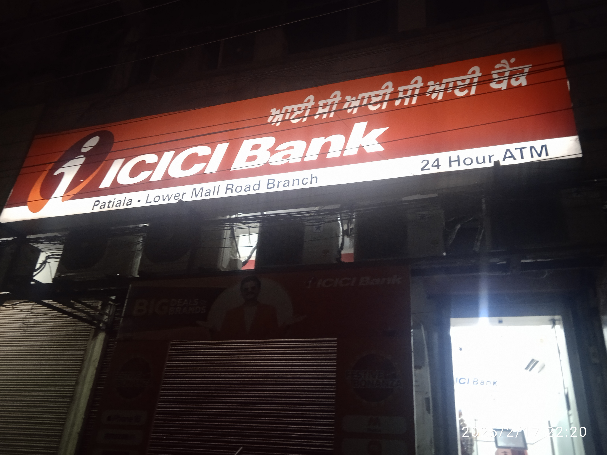 ਆਈ ਸੀ ਆਈ ਸੀ ਆਈ ਬੈਂਕ
ICICI Bank
24 Hour ATM
Patiala - Lower Mall Road Branch
ICICI Bank
BIG
ICICI Bank